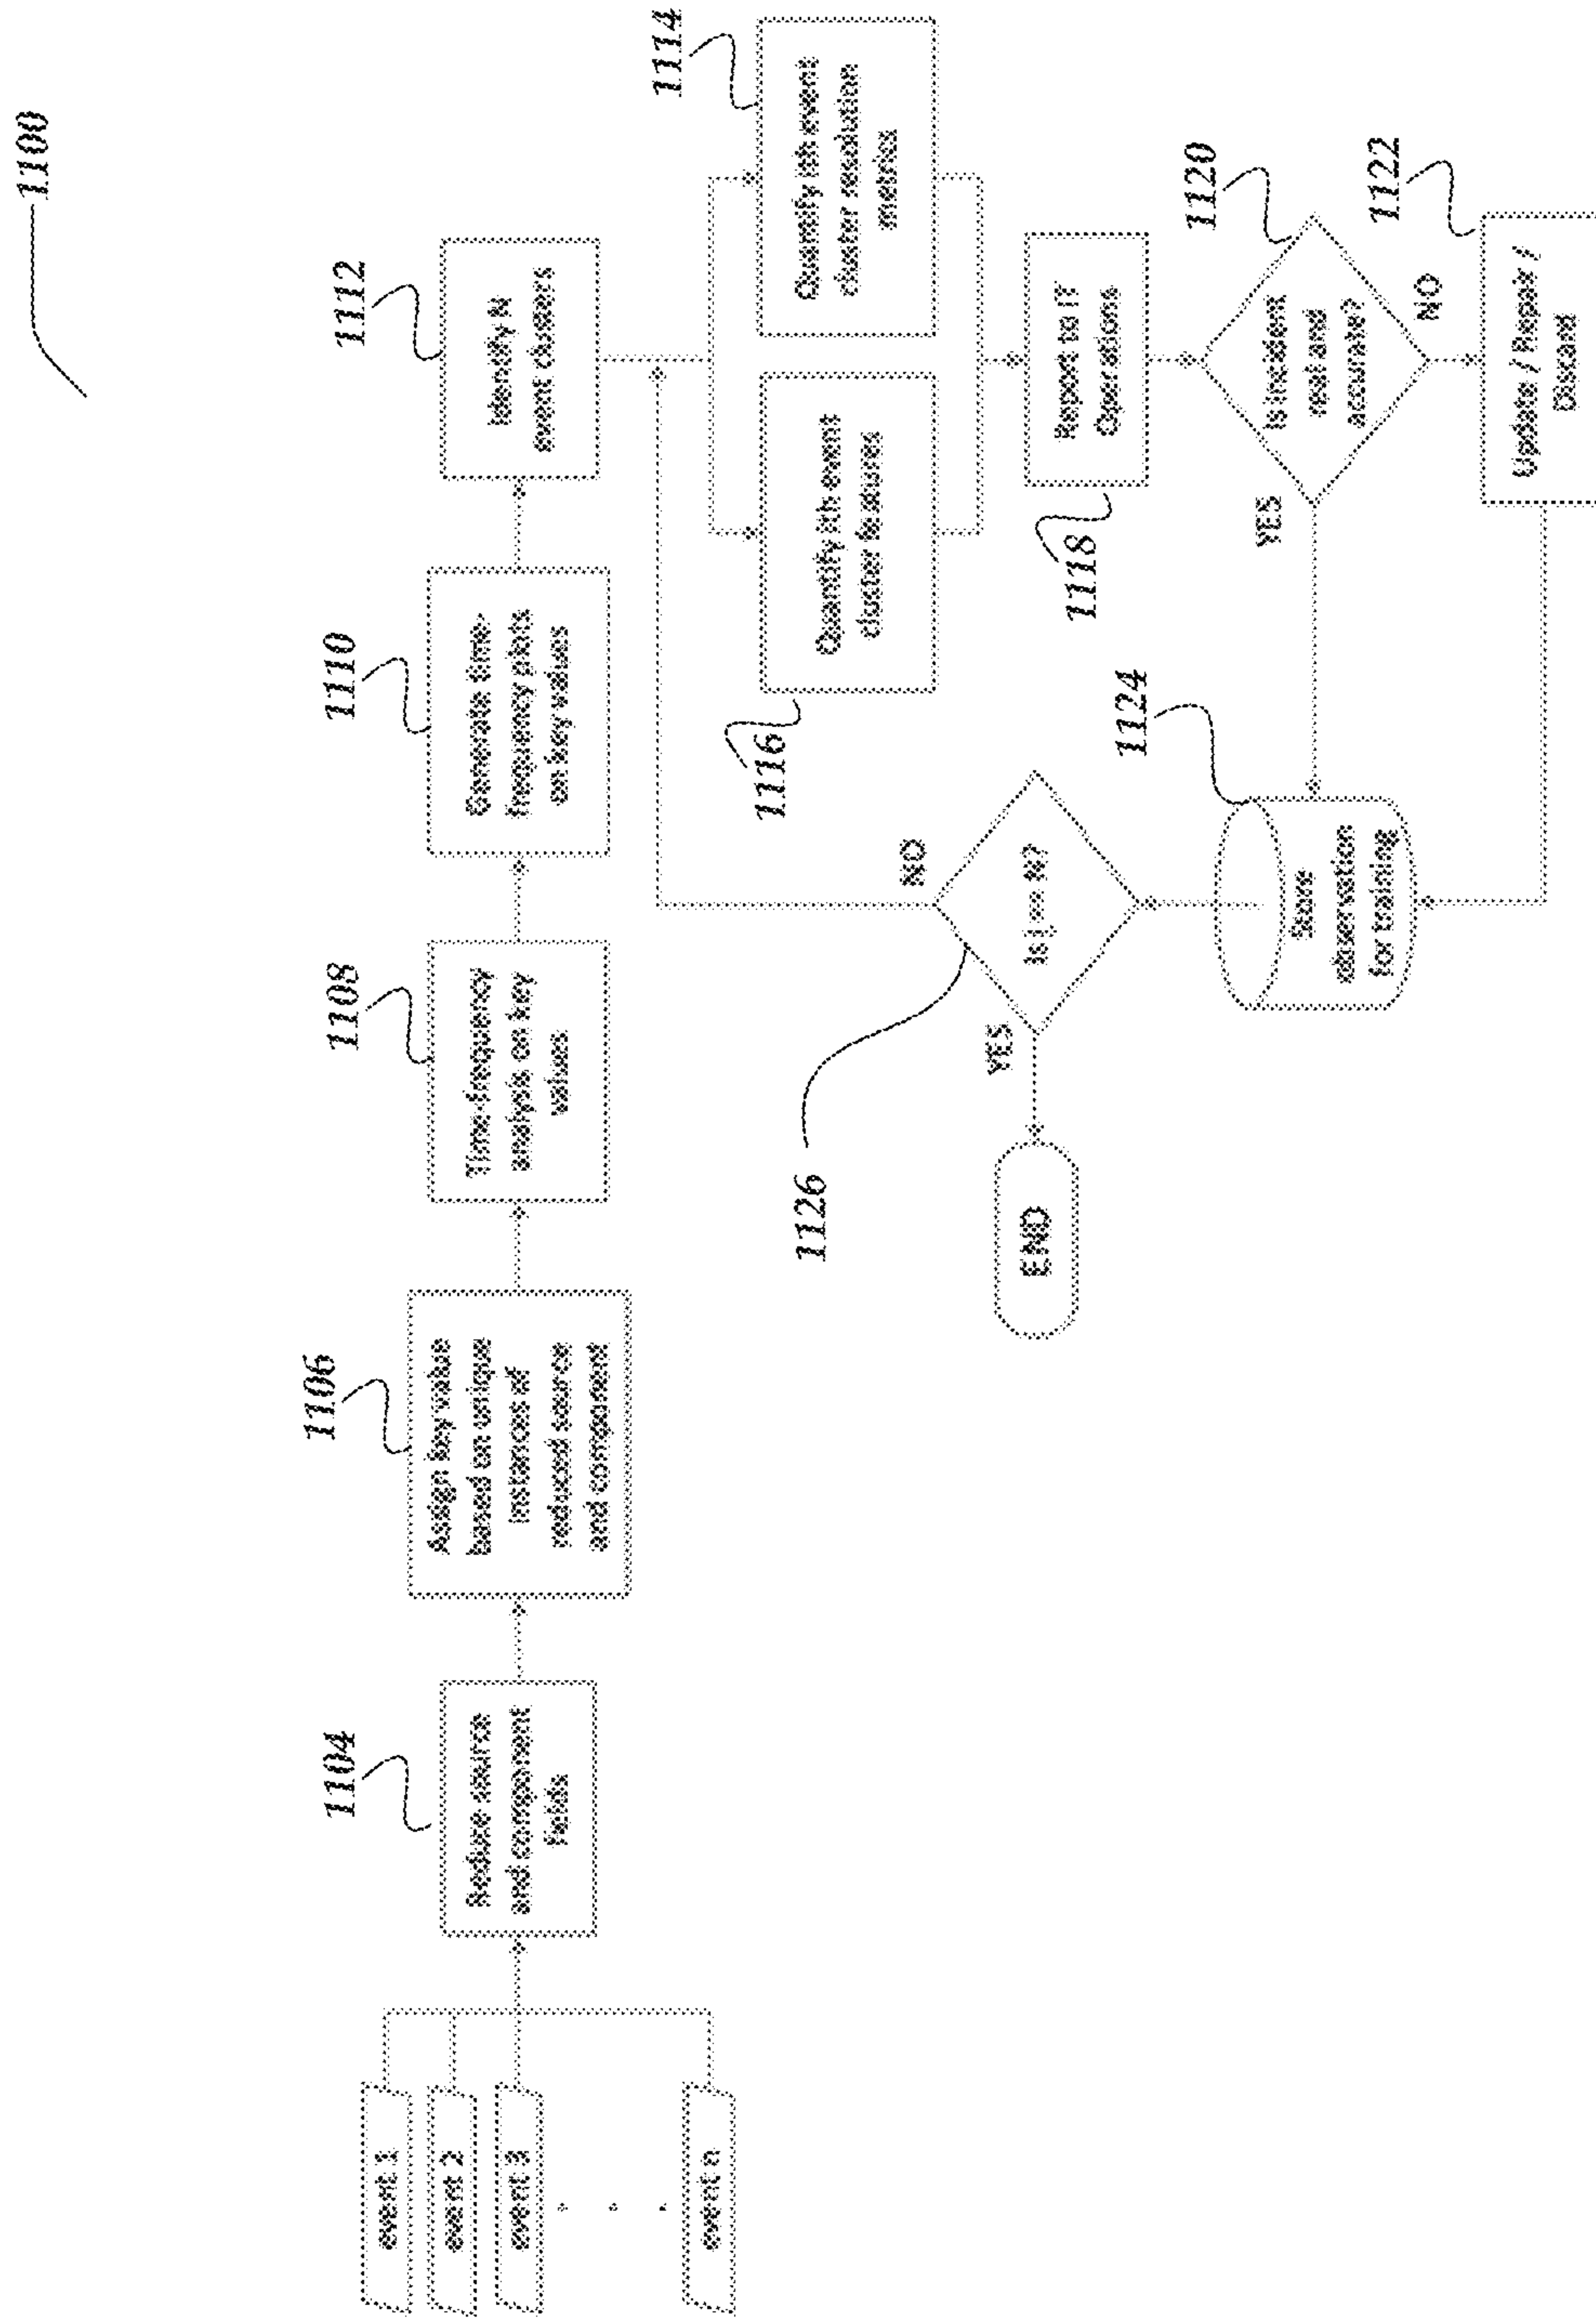 1100
event 1
event 2
event 3
. . .
event n
1104
Reduce source
and component
fields
1106
Assign key value
based on unique
instances of
reduced source
and component
1108
Time-frequency
analysis on key
values
1110
Generate time-
frequency plots
on key values
1112
Identify N
event clusters
1114
Quantify ith event
cluster resolution
metrics
1116
Quantify ith event
cluster features
1118
Report to IT
Operations
1120
Is incident
real and
accurate?
YES
NO
1122
Update / Repair /
Discard
1124
Store
observation
for training
1126
Is i == N?
NO
YES
END